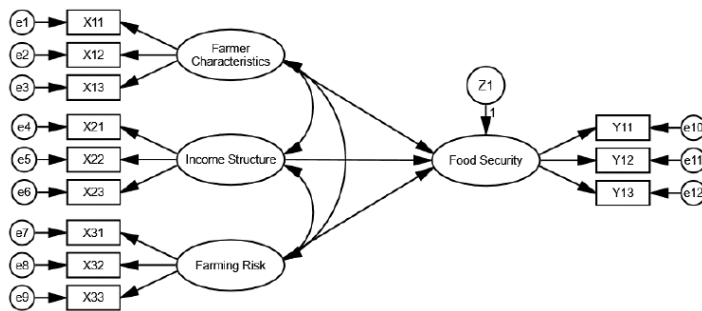 e1 X11
e2 X12
e3 X13
Farmer
Characteristics
e4 X21
e5 X22
e6 X23
Income Structure
e7 X31
e8 X32
e9 X33
Farming Risk
Z1
1
Food Security
Y11 e10
Y12 e11
Y13 e12